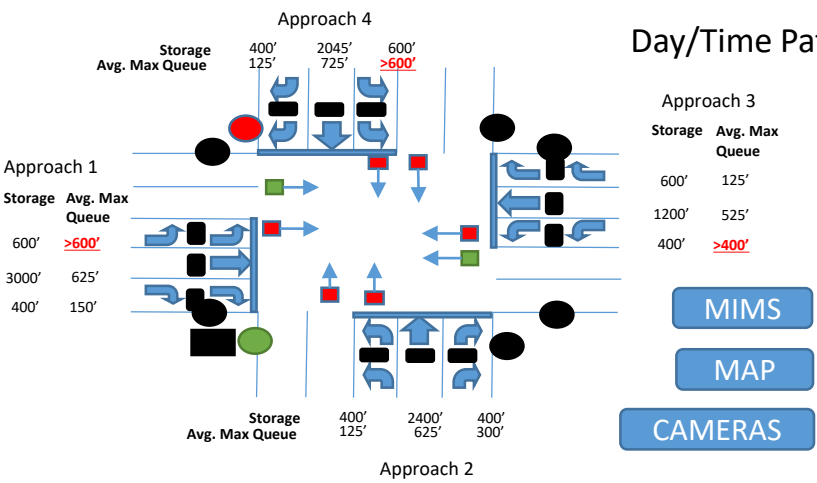 Approach 4
Storage 400’ 2045’ 600’
Avg. Max Queue 125’ 725’ >600’
Day/Time Pat
Approach 3
Storage Avg. Max
Queue
600’ 125’
1200’ 525’
400’ >400’
Approach 1
Storage Avg. Max
Queue
600’ >600’
3000’ 625’
400’ 150’
MIMS
MAP
CAMERAS
Storage 400’ 2400’ 400’
Avg. Max Queue 125’ 625’ 300’
Approach 2